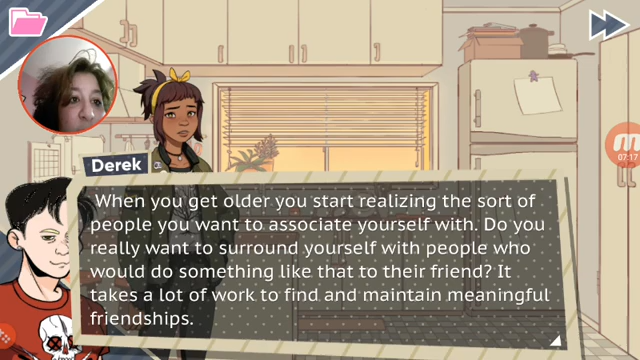 07:17
Derek
When you get older you start realizing the sort of
people you want to associate yourself with. Do you
really want to surround yourself with people who
would do something like that to their friend? It
takes a lot of work to find and maintain meaningful
friendships.